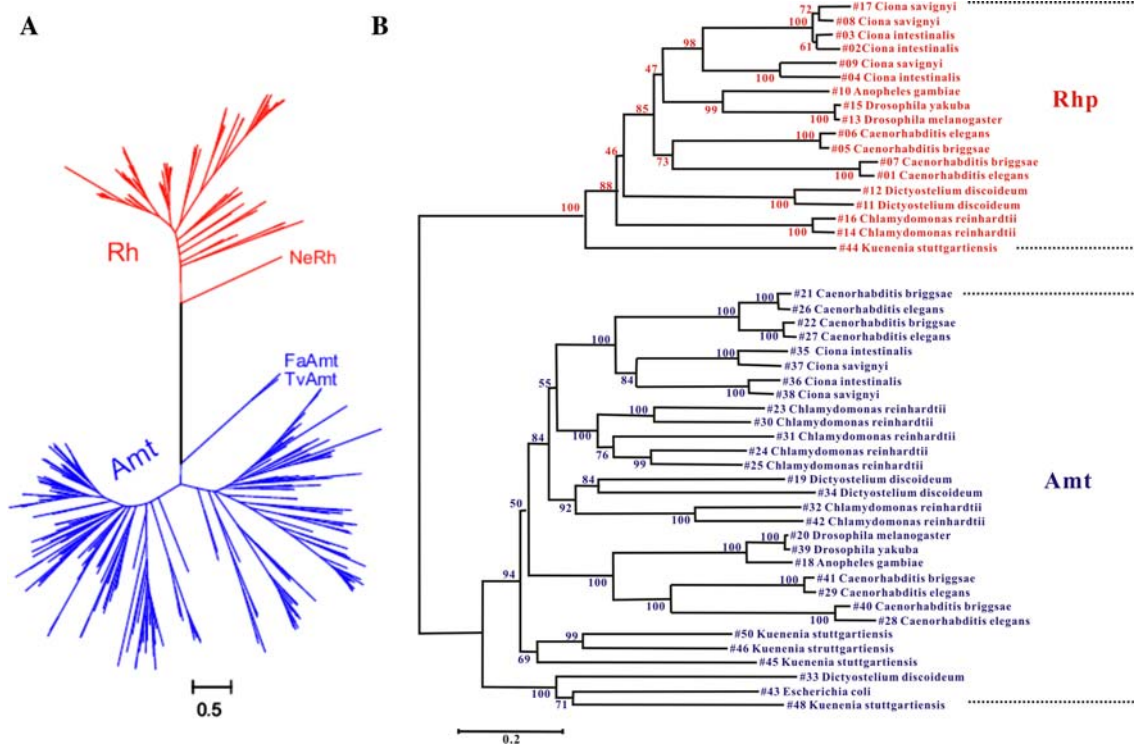 A
Rh
NeRh
FaAmt
TvAmt
Amt
0.5
B
#17 Ciona savignyi
72
#08 Ciona savignyi
100
#03 Ciona intestinalis
61
#02Ciona intestinalis
98
#09 Ciona savignyi
100
#04 Ciona intestinalis
47
#10 Anopheles gambiae
99
#15 Drosophila yakuba
100
#13 Drosophila melanogaster
85
#06 Caenorhabditis elegans
100
#05 Caenorhabditis briggsae
46
73
#07 Caenorhabditis briggsae
100
#01 Caenorhabditis elegans
88
#12 Dictyostelium discoideum
100
#11 Dictyostelium discoideum
#16 Chlamydomonas reinhardtii
100
#14 Chlamydomonas reinhardtii
100
#44 Kuenenia stuttgartiensis
Rhp
#21 Caenorhabditis briggsae
100
#26 Caenorhabditis elegans
100
#22 Caenorhabditis briggsae
100
#27 Caenorhabditis elegans
100
#35 Ciona intestinalis
100
#37 Ciona savignyi
84
#36 Ciona intestinalis
100
#38 Ciona savignyi
55
#23 Chlamydomonas reinhardtii
100
#30 Chlamydomonas reinhardtii
100
#31 Chlamydomonas reinhardtii
76
#24 Chlamydomonas reinhardtii
99
#25 Chlamydomonas reinhardtii
84
84
#19 Dictyostelium discoideum
#34 Dictyostelium discoideum
92
#32 Chlamydomonas reinhardtii
100
#42 Chlamydomonas reinhardtii
50
#20 Drosophila melanogaster
100
#39 Drosophila yakuba
100
#18 Anopheles gambiae
100
#41 Caenorhabditis briggsae
100
#29 Caenorhabditis elegans
100
#40 Caenorhabditis briggsae
100
#28 Caenorhabditis elegans
94
#50 Kuenenia stuttgartiensis
99
#46 Kuenenia struttgartiensis
69
#45 Kuenenia stuttgartiensis
#33 Dictyostelium discoideum
100
#43 Escherichia coli
71
#48 Kuenenia stuttgartiensis
Amt
0.2